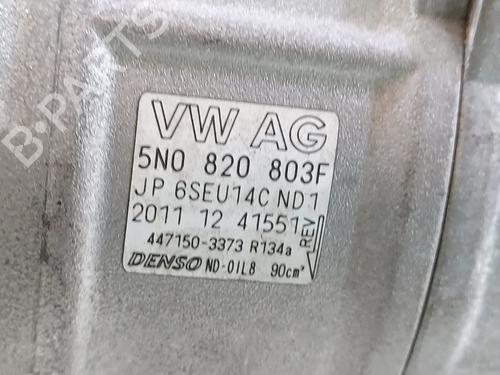 B-PARTS
VW AG
5N0 820 803F
JP 6SEU14C ND1
2011 12 41551
REV
447150-3373 R134a
DENSO ND-OIL8 90cm³